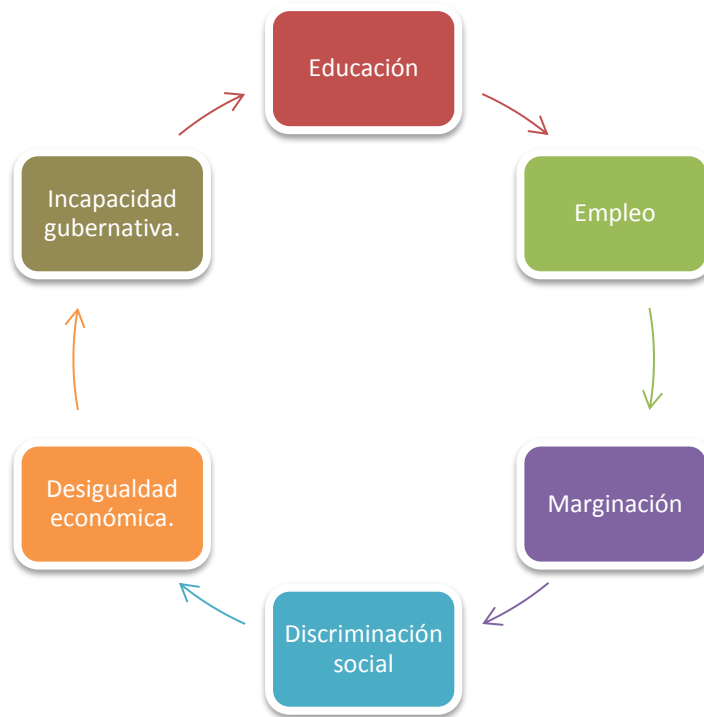 Educación
Empleo
Marginación
Discriminación
social
Desigualdad
económica.
Incapacidad
gubernativa.